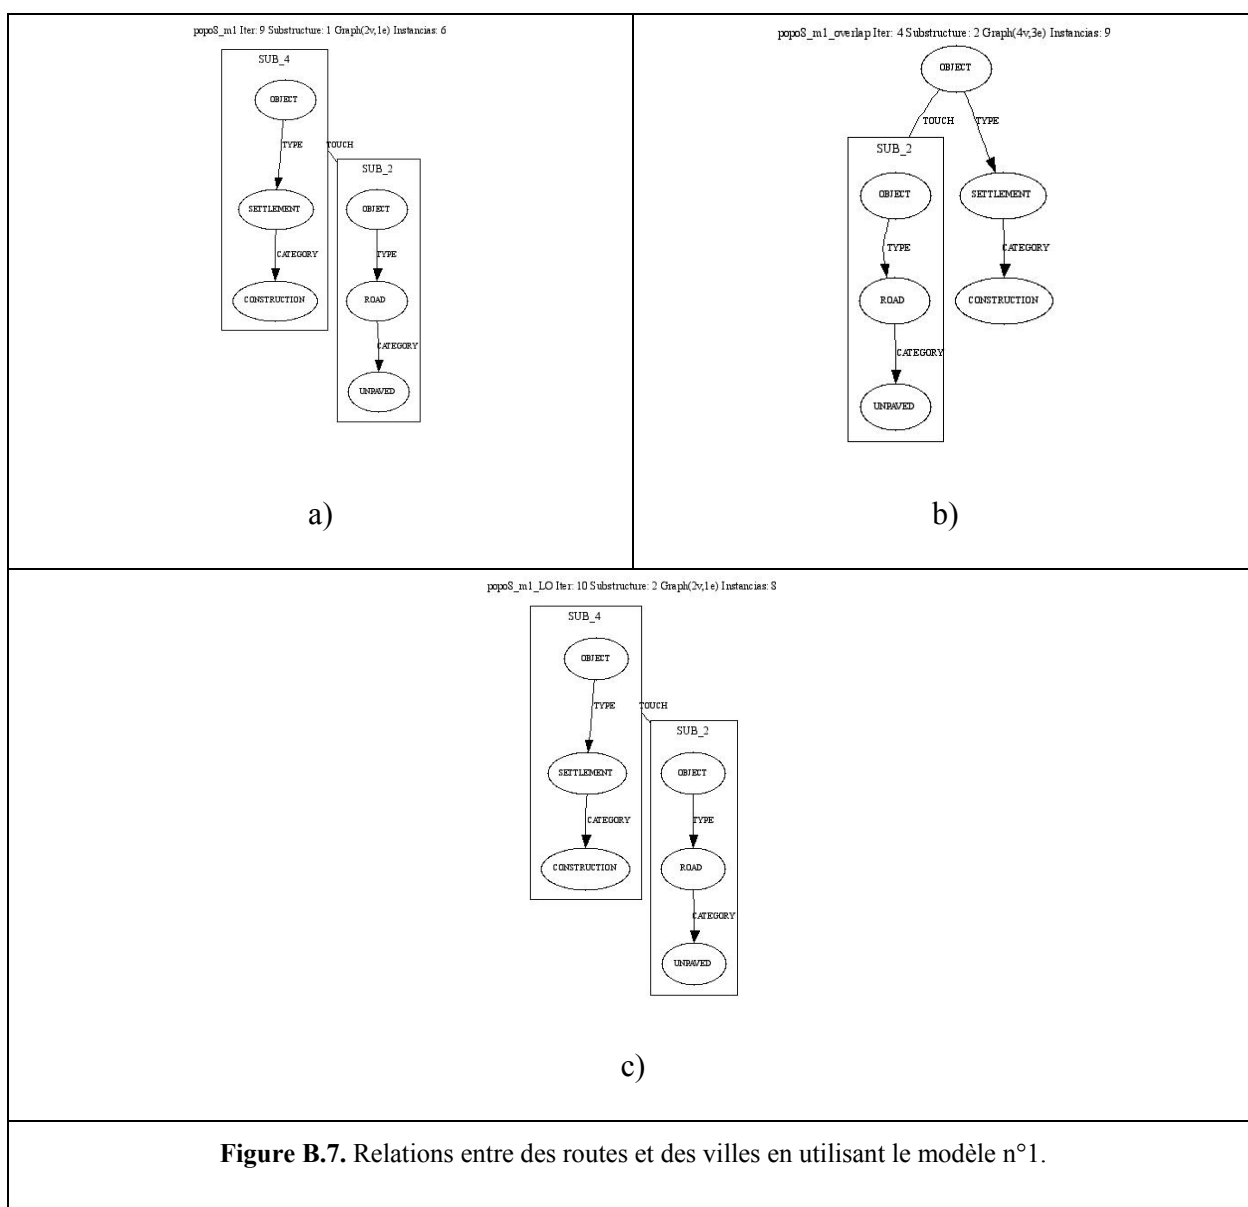 popo8_m1 Iter: 9 Substructure: 1 Graph(2v,1e) Instancias: 6
SUB_4
OBJECT
TYPE
TOUCH
SUB_2
SETTLEMENT
OBJECT
CATEGORY
TYPE
CONSTRUCTION
ROAD
CATEGORY
UNPAVED
a)
popo8_m1_overlap Iter: 4 Substructure: 2 Graph(4v,3e) Instancias: 9
OBJECT
TOUCH
TYPE
SUB_2
OBJECT
SETTLEMENT
TYPE
CATEGORY
ROAD
CONSTRUCTION
CATEGORY
UNPAVED
b)
popo8_m1_LO Iter: 10 Substructure: 2 Graph(2v,1e) Instancias: 8
SUB_4
OBJECT
TYPE
TOUCH
SUB_2
SETTLEMENT
OBJECT
CATEGORY
TYPE
CONSTRUCTION
ROAD
CATEGORY
UNPAVED
c)
Figure B.7. Relations entre des routes et des villes en utilisant le modèle n°1.